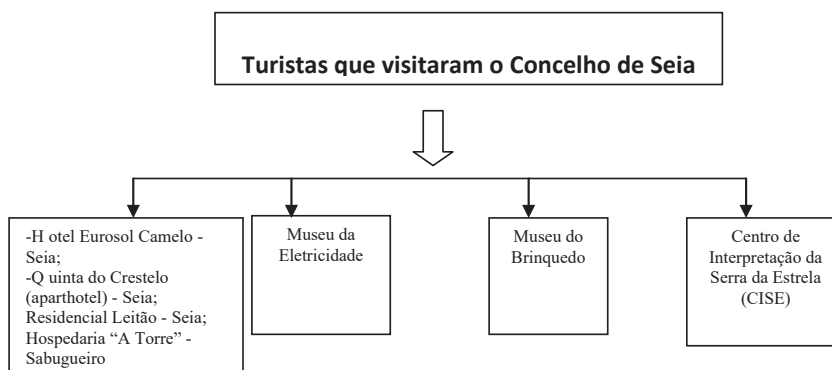 Turistas que visitaram o Concelho de Seia
-H otel Eurosol Camelo -
Seia;
-Q uinta do Crestelo
(aparthotel) - Seia;
Residencial Leitão - Seia;
Hospedaria “A Torre” -
Sabugueiro
Museu da
Eletricidade
Museu do
Brinquedo
Centro de
Interpretação da
Serra da Estrela
(CISE)